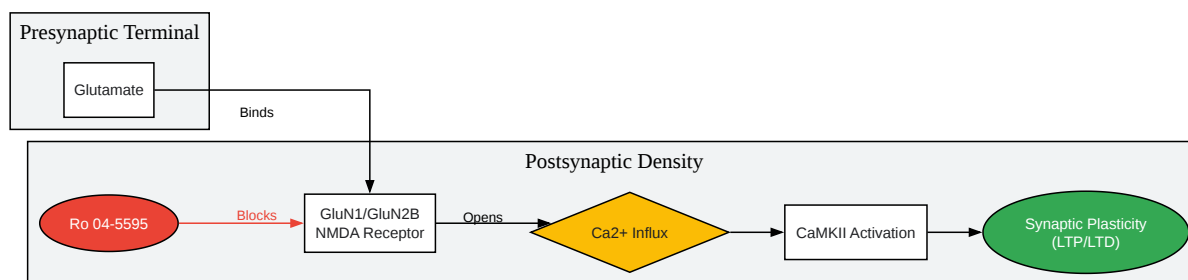 Presynaptic Terminal
Glutamate
Binds
Postsynaptic Density
Ro 04-5595
Blocks
GluN1/GluN2B
NMDA Receptor
Opens
Ca2+ Influx
CaMKII Activation
Synaptic Plasticity
(LTP/LTD)